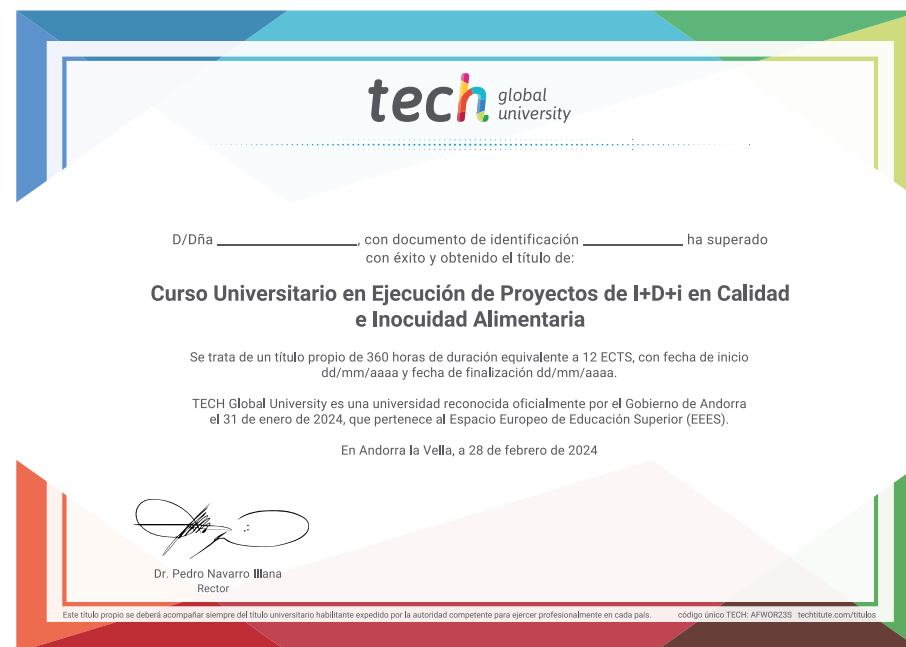 tech global university
D/Dña ____________, con documento de identificación ____________ ha superado
con éxito y obtenido el título de:
Curso Universitario en Ejecución de Proyectos de I+D+i en Calidad
e Inocuidad Alimentaria
Se trata de un título propio de 360 horas de duración equivalente a 12 ECTS, con fecha de inicio
dd/mm/aaaa y fecha de finalización dd/mm/aaaa.
TECH Global University es una universidad reconocida oficialmente por el Gobierno de Andorra
el 31 de enero de 2024, que pertenece al Espacio Europeo de Educación Superior (EEES).
En Andorra la Vella, a 28 de febrero de 2024
Dr. Pedro Navarro Illana
Rector
Este título propio se deberá acompañar siempre del título universitario habilitante expedido por la autoridad competente para ejercer profesionalmente en cada país. código único TECH: AFWOR23S techtitute.com/titulos